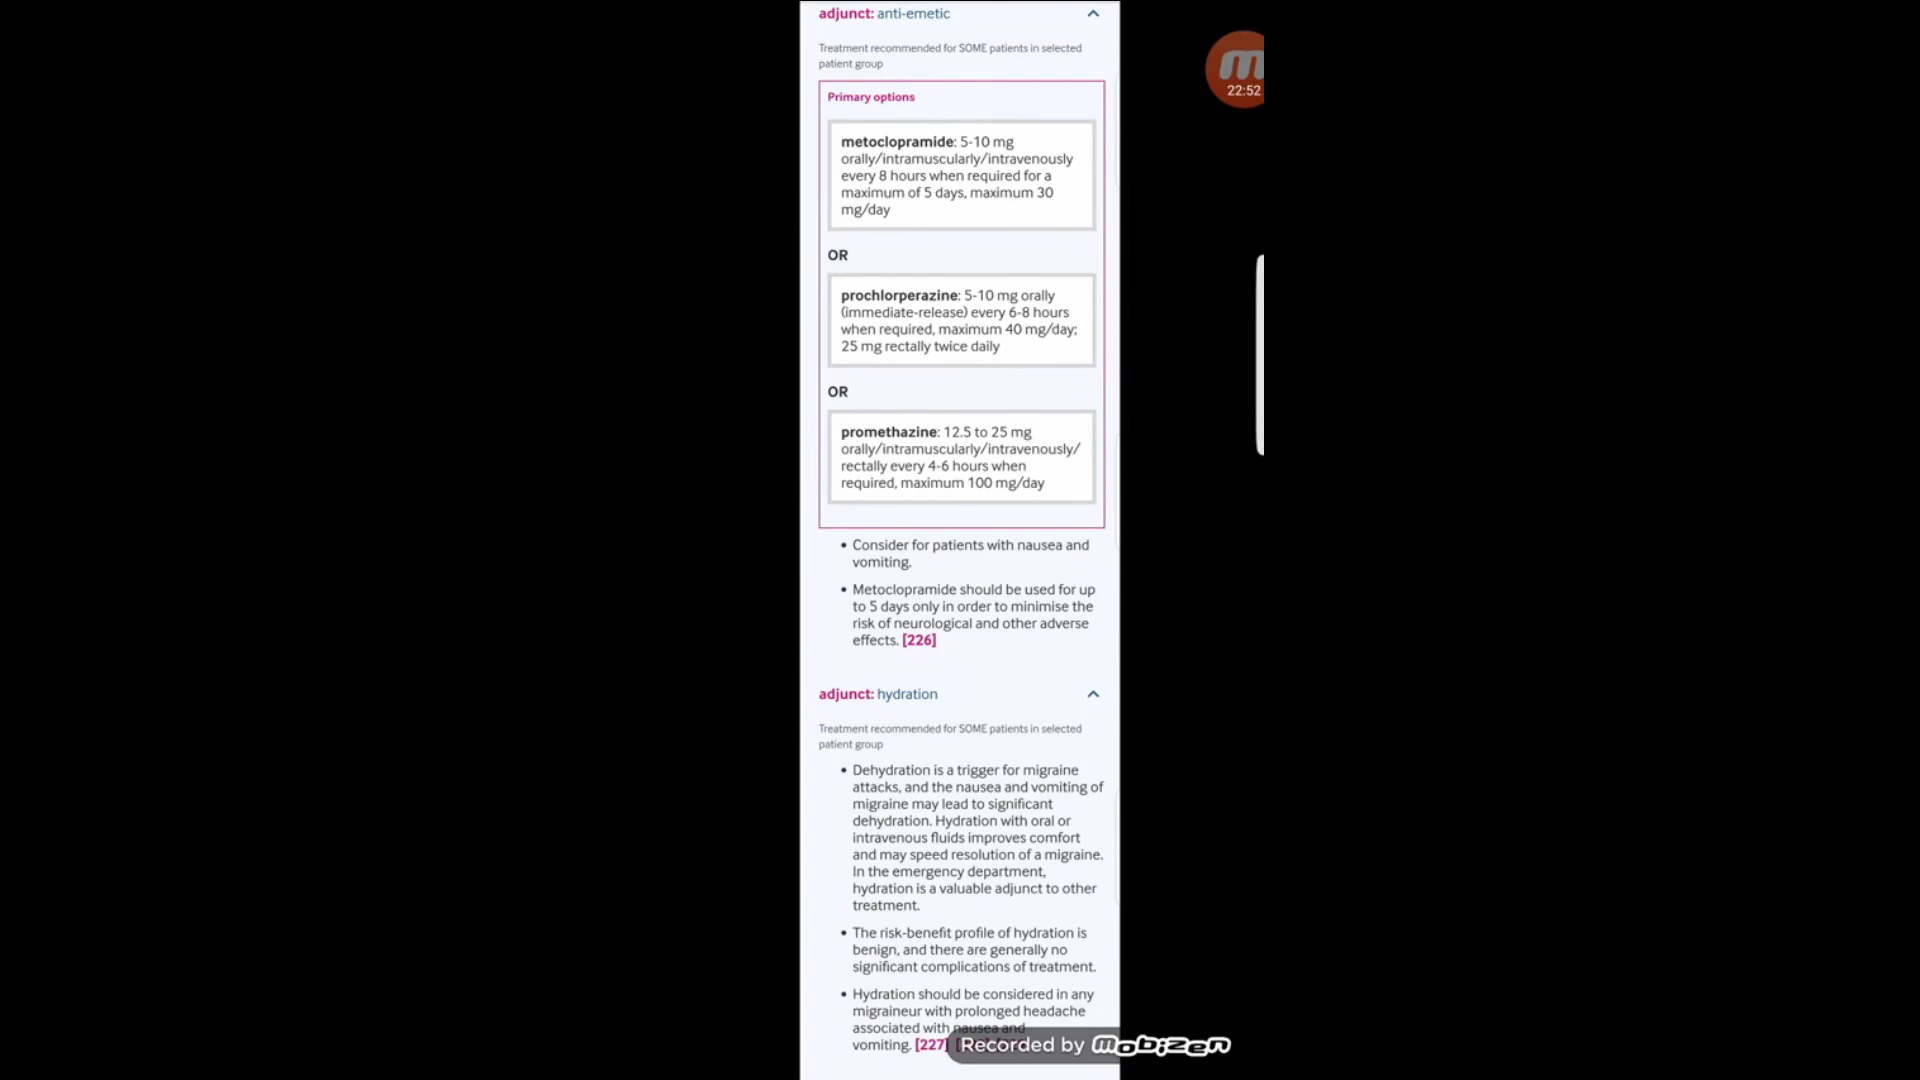 adjunct: anti-emetic
Treatment recommended for SOME patients in selected
patient group
Primary options
metoclopramide: 5-10 mg
orally/intramuscularly/intravenously
every 8 hours when required for a
maximum of 5 days, maximum 30
mg/day
OR
prochlorperazine: 5-10 mg orally
(immediate-release) every 6-8 hours
when required, maximum 40 mg/day;
25 mg rectally twice daily
OR
promethazine: 12.5 to 25 mg
orally/intramuscularly/intravenously/
rectally every 4-6 hours when
required, maximum 100 mg/day
• Consider for patients with nausea and
vomiting.
• Metoclopramide should be used for up
to 5 days only in order to minimise the
risk of neurological and other adverse
effects. [226]
adjunct: hydration
Treatment recommended for SOME patients in selected
patient group
• Dehydration is a trigger for migraine
attacks, and the nausea and vomiting of
migraine may lead to significant
dehydration. Hydration with oral or
intravenous fluids improves comfort
and may speed resolution of a migraine.
In the emergency department,
hydration is a valuable adjunct to other
treatment.
• The risk-benefit profile of hydration is
benign, and there are generally no
significant complications of treatment.
• Hydration should be considered in any
migraineur with prolonged headache
associated with nausea and
vomiting. [227]
Recorded by Mobizen
m
22:52